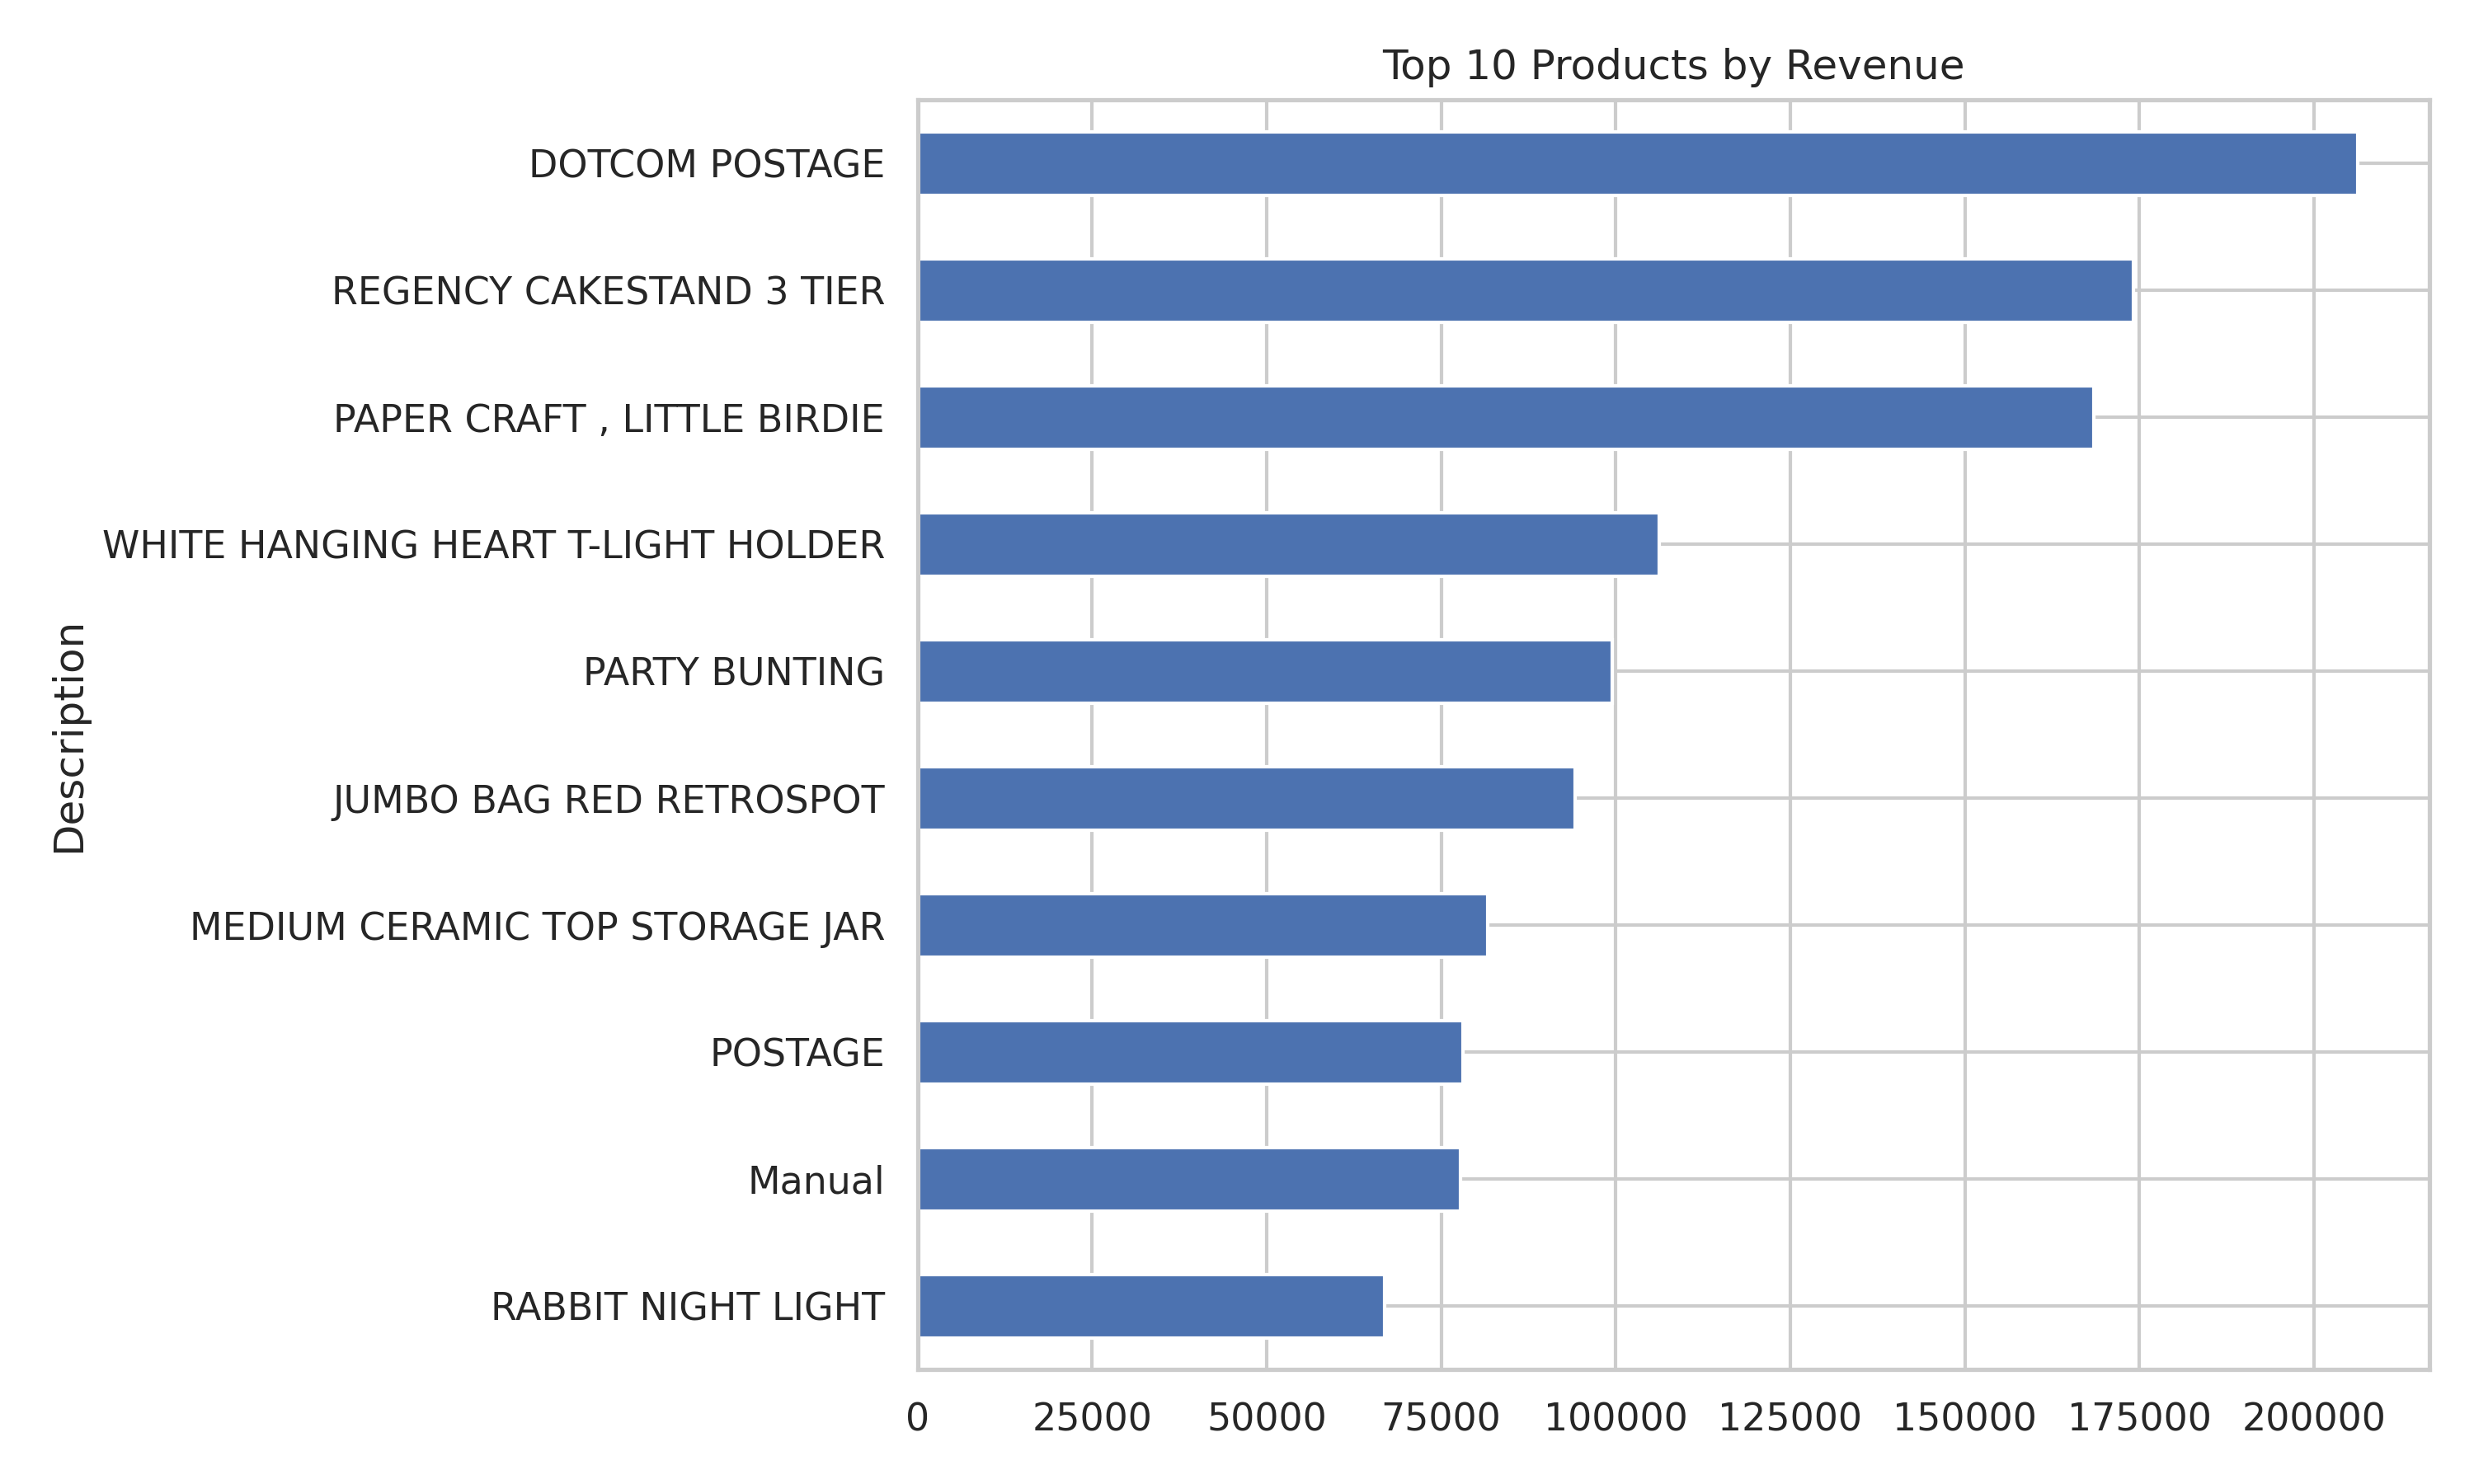 Top 10 Products by Revenue
DOTCOM POSTAGE
REGENCY CAKESTAND 3 TIER
PAPER CRAFT , LITTLE BIRDIE
WHITE HANGING HEART T-LIGHT HOLDER
PARTY BUNTING
JUMBO BAG RED RETROSPOT
MEDIUM CERAMIC TOP STORAGE JAR
POSTAGE
Manual
RABBIT NIGHT LIGHT
Description
0 25000 50000 75000 100000 125000 150000 175000 200000